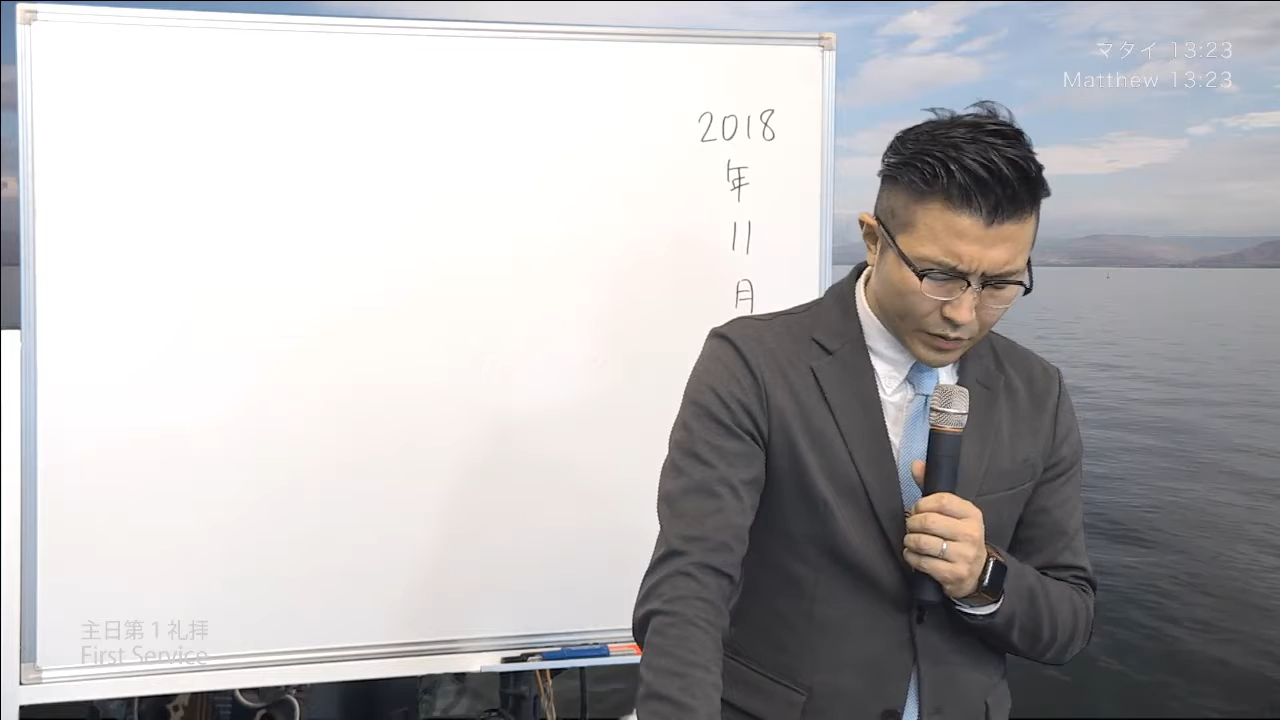 マタイ 13:23
Matthew 13:23
2018
年
11
月
主日第1礼拝
First Service